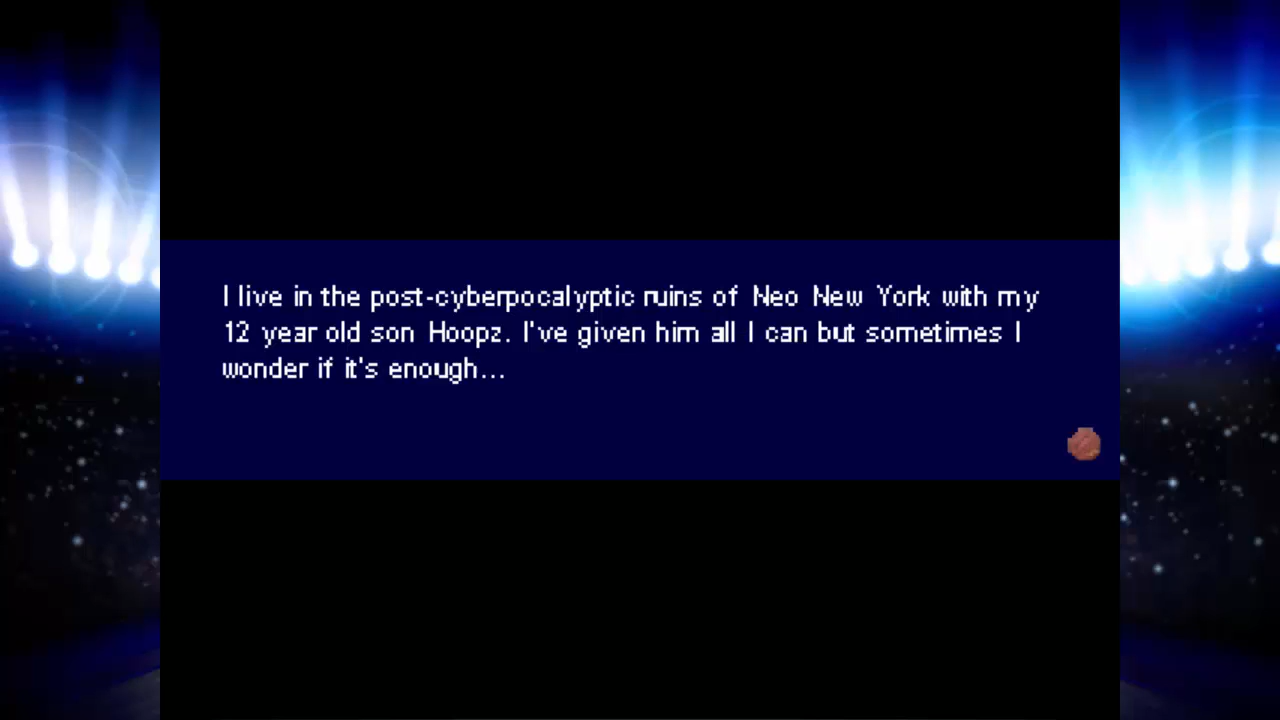 I live in the post-cyberpocalyptic ruins of Neo New York with my
12 year old son Hoopz. I've given him all I can but sometimes I
wonder if it's enough...